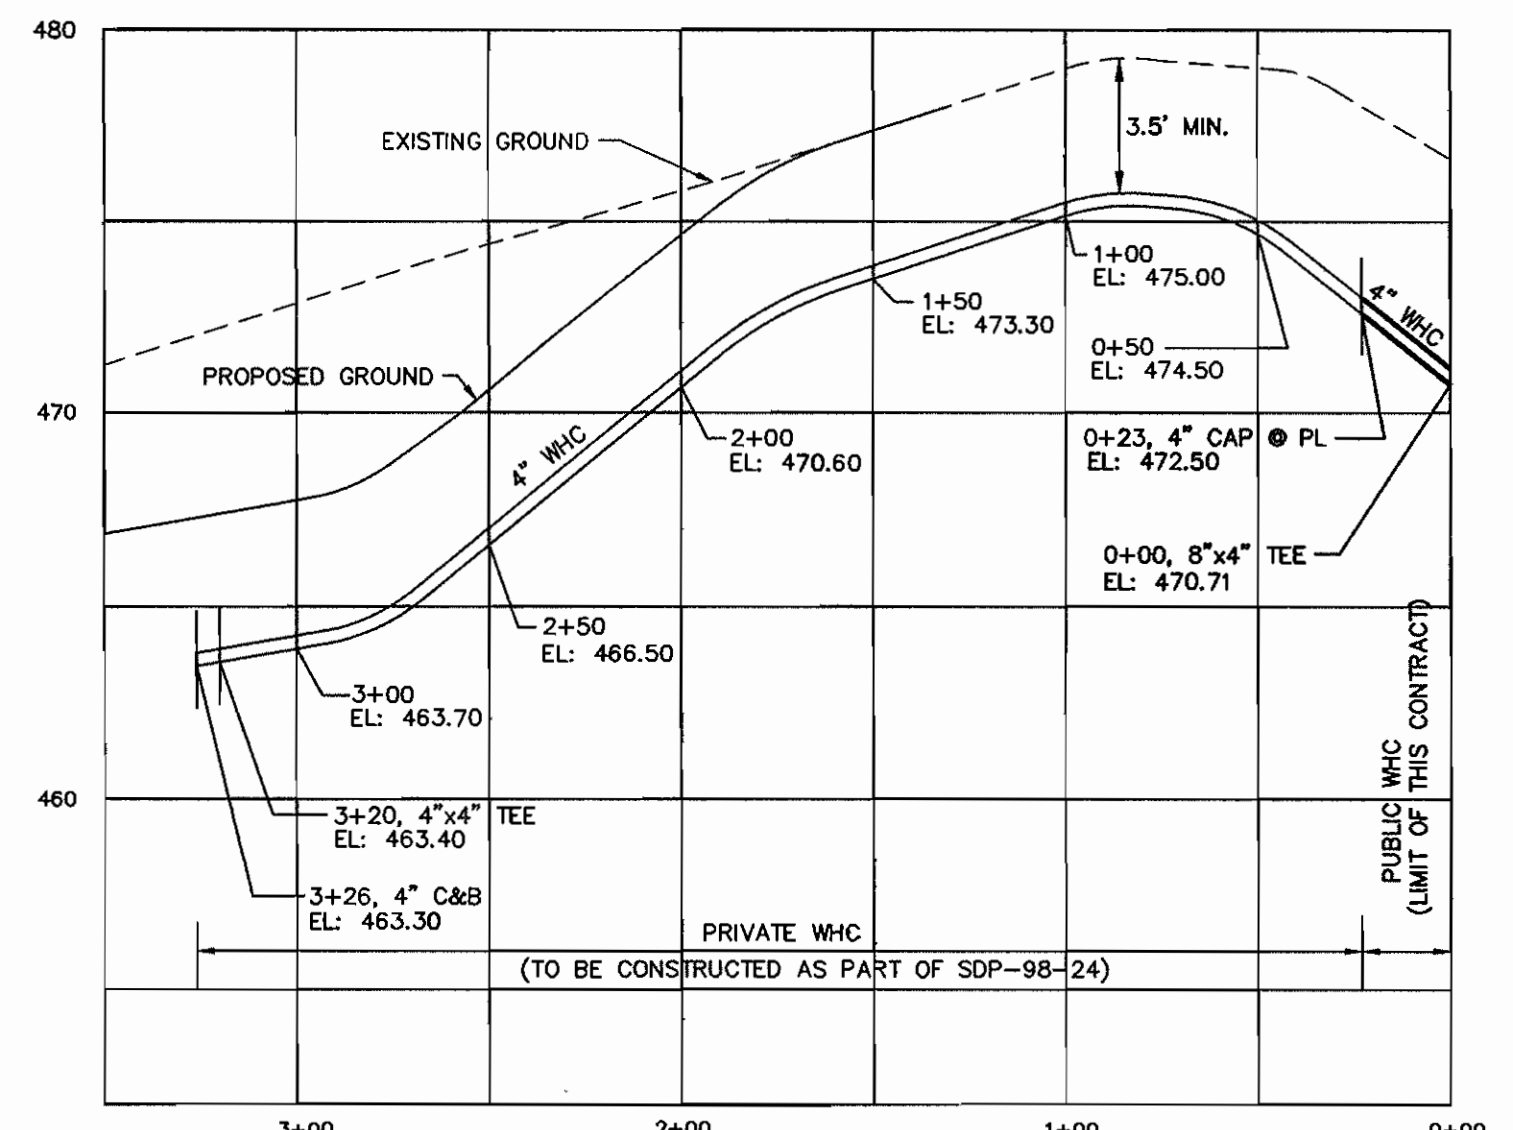 480
EXISTING GROUND
3.5' MIN.
1+00
EL: 475.00
1+50
EL: 473.30
4" WHC
0+50
EL: 474.50
PROPOSED GROUND
470
4" WHC
2+00
EL: 470.60
0+23, 4" CAP @ PL
EL: 472.50
0+00, 8"x4" TEE
EL: 470.71
2+50
EL: 466.50
3+00
EL: 463.70
460
3+20, 4"x4" TEE
EL: 463.40
3+26, 4" C&B
EL: 463.30
PUBLIC WHC
(LIMIT OF THIS CONTRACT)
PRIVATE WHC
(TO BE CONSTRUCTED AS PART OF SDP-98-24)
3+00
2+00
1+00
0+00